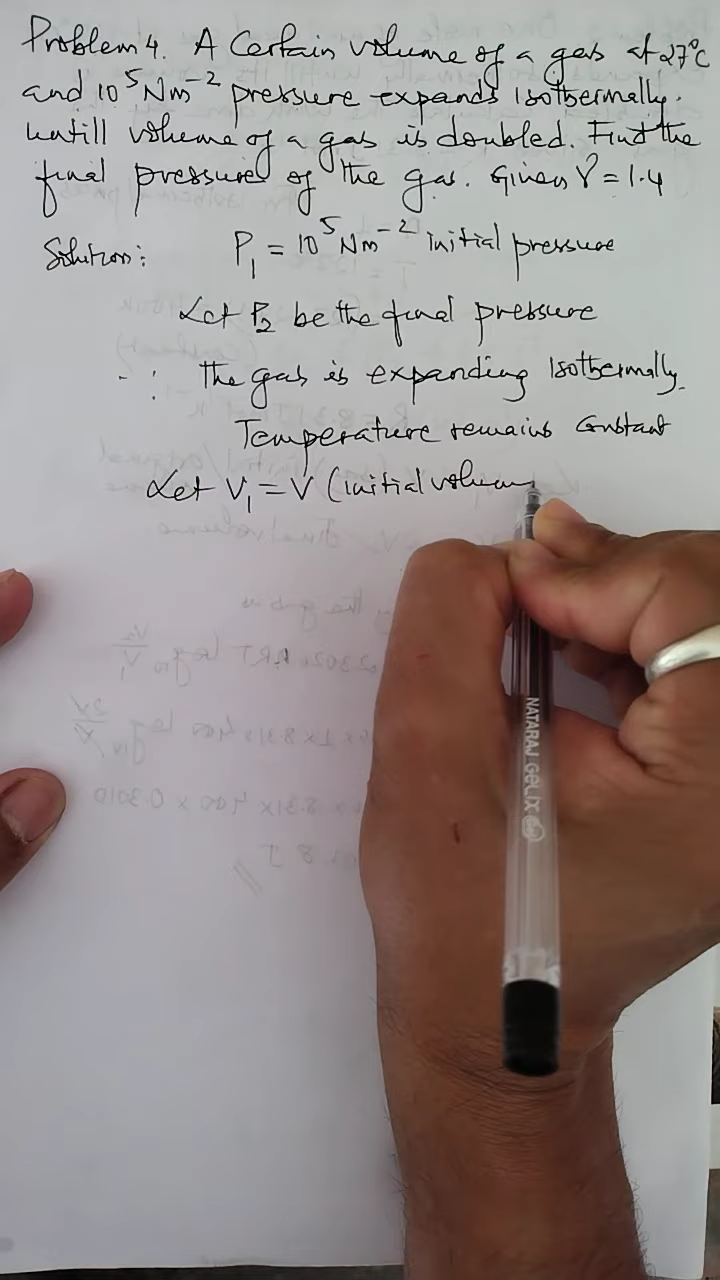 Problem 4. A Certain volume of a gas at 27°C
and 10⁵ Nm⁻² pressure expands isothermally.
untill volume of a gas is doubled. Find the
final pressure of the gas. Given γ = 1.4
Solution: P₁ = 10⁵ Nm⁻² initial pressure
Let P₂ be the final pressure
∵ the gas is expanding isothermally.
Temperature remains Constant
Let V₁ = V (initial volume
NATARAJ GELIX